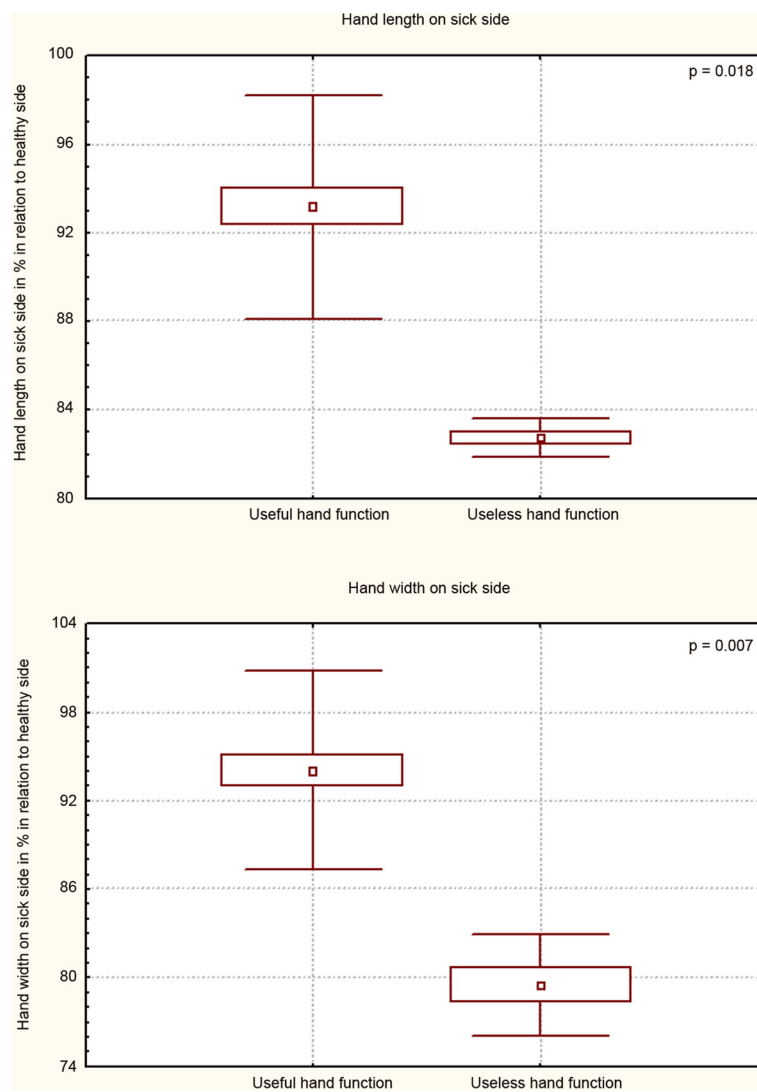 Hand length on sick side
p = 0.018
Hand length on sick side in % in relation to healthy side
100
96
92
88
84
80
Useful hand function
Useless hand function
Hand width on sick side
p = 0.007
Hand width on sick side in % in relation to healthy side
104
98
92
86
80
74
Useful hand function
Useless hand function